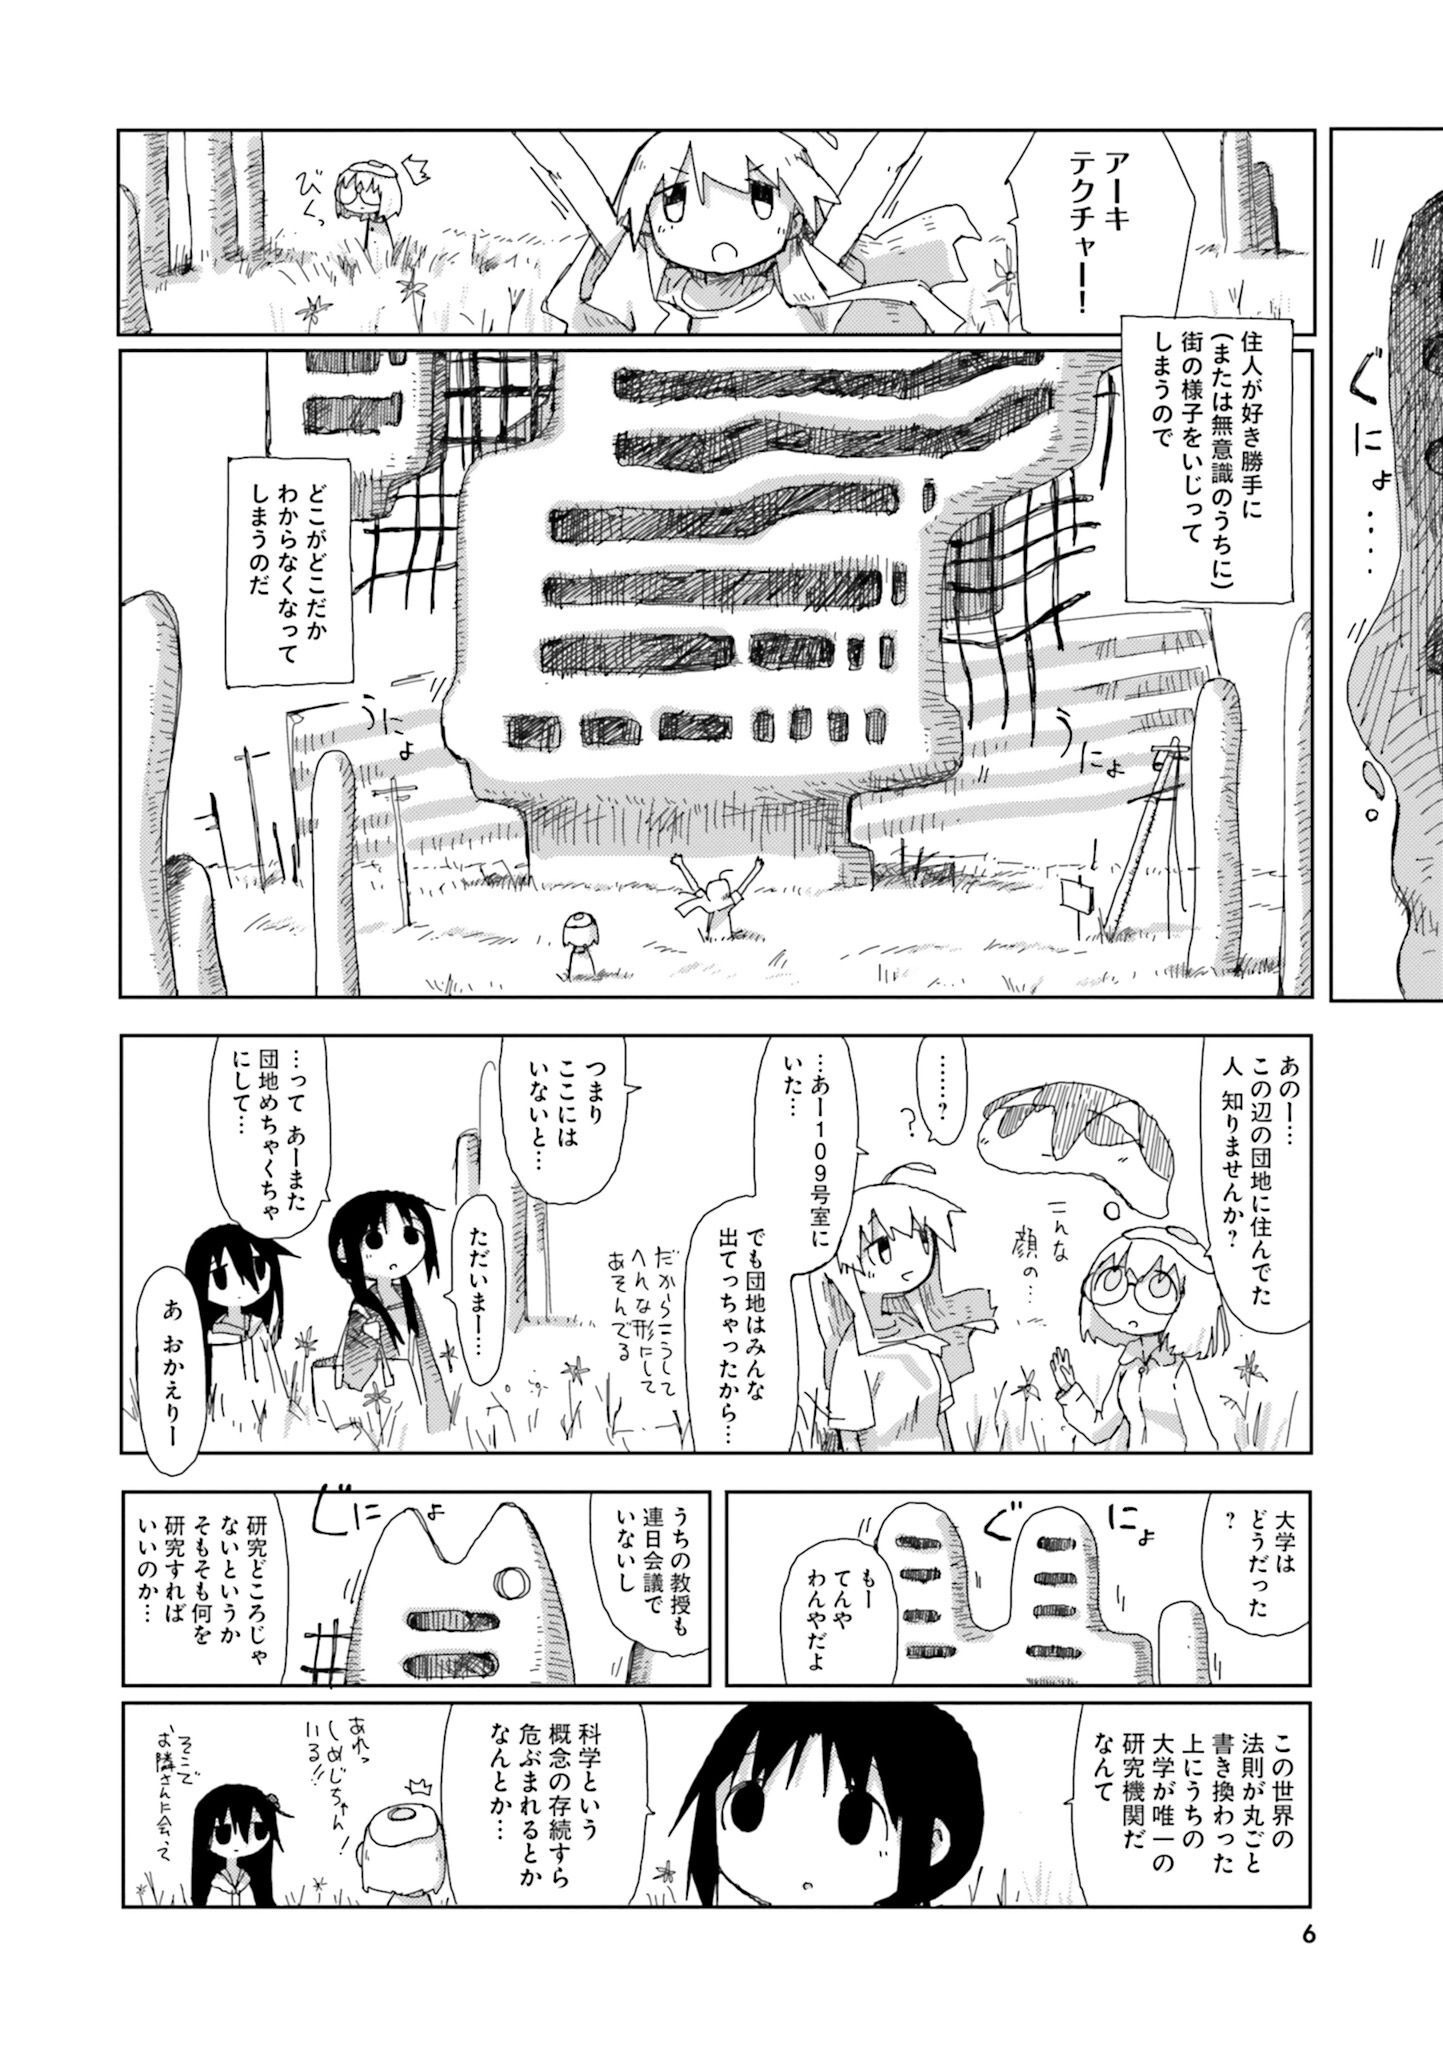 ぐにょ……
アーキ
テクチャー！
びくっ
住人が好き勝手に
（または無意識のうちに）
街の様子をいじって
しまうので
どこがどこだか
わからなくなって
しまうのだ
うにょ
うにょ
あのー…
この辺の団地に住んでた
人 知りませんか？
こんな
顔の…
……？
？
…あー109号室に
いた…
でも団地はみんな
出てっちゃったから…
だからこうして
へんな形にして
あそんでる
つまり
ここには
いないと…
ただいまー…
…って あーまた
団地めちゃくちゃ
にして…
あ おかえりー
大学は
どうだった
？
ぐにょ
もー
てんや
わんやだよ
うちの教授も
連日会議で
いないし
ぐにょ
研究どころじゃ
ないというか
そもそも何を
研究すれば
いいのか…
この世界の
法則が丸ごと
書き換わった
上にうちの
大学が唯一の
研究機関だ
なんて
科学という
概念の存続すら
危ぶまれるとか
なんとか…
あれっ
しめじちゃん
いる!!
そこで
お隣さんに会って
6